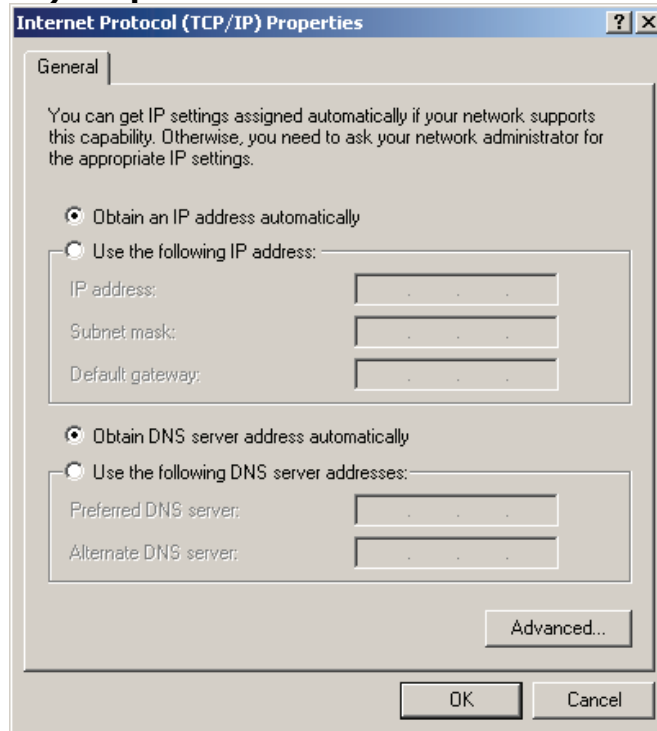 Internet Protocol (TCP/IP) Properties
General
You can get IP settings assigned automatically if your network supports
this capability. Otherwise, you need to ask your network administrator for
the appropriate IP settings.
Obtain an IP address automatically
Use the following IP address:
IP address:
Subnet mask:
Default gateway:
Obtain DNS server address automatically
Use the following DNS server addresses:
Preferred DNS server:
Alternate DNS server:
Advanced...
OK Cancel